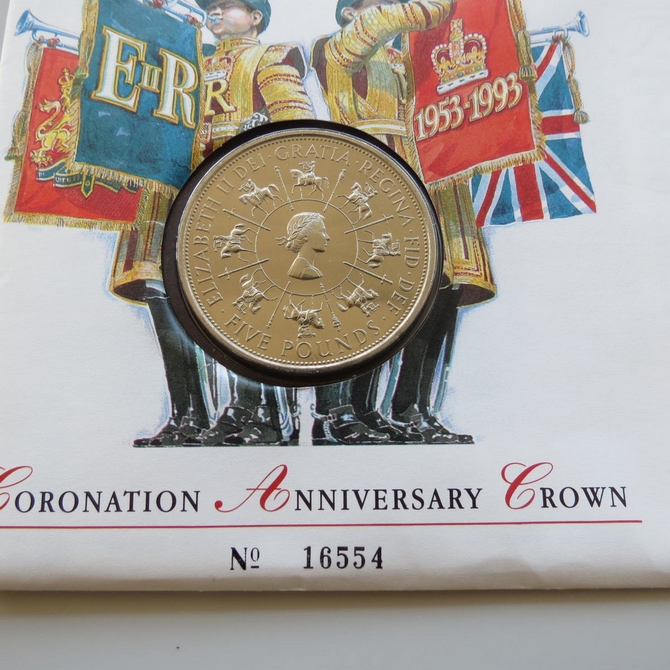 EIIR
R
1953-1993
ELIZABETH II·DEI·GRATIA·REGINA·FID·DEF·
FIVE POUNDS
CORONATION ANNIVERSARY CROWN
Nº 16554